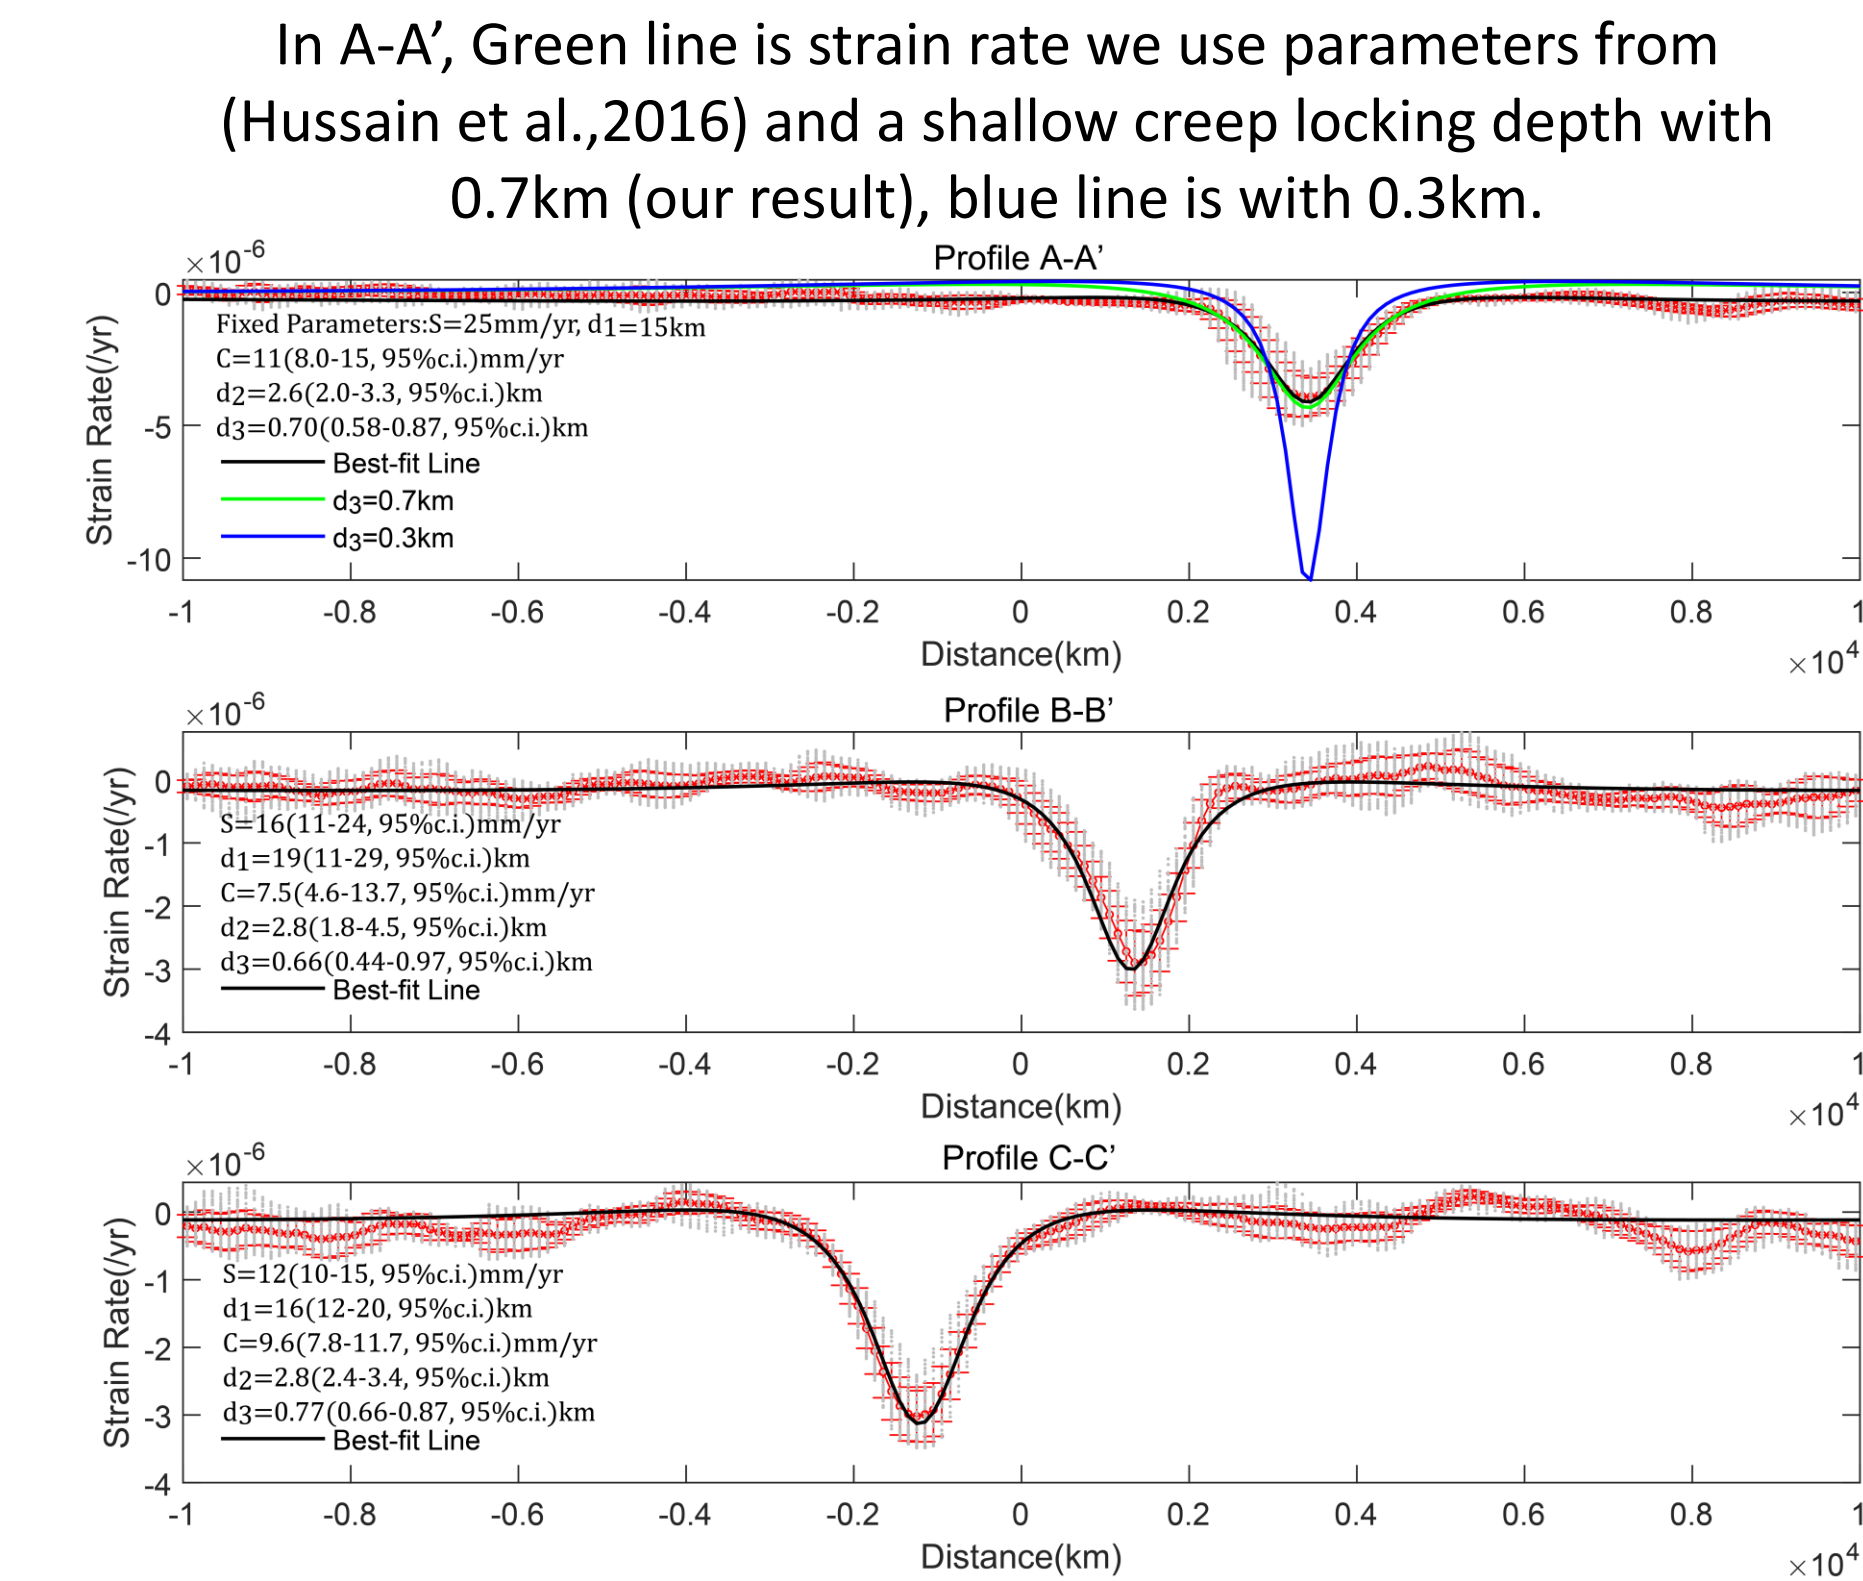 In A-A’, Green line is strain rate we use parameters from
(Hussain et al.,2016) and a shallow creep locking depth with
0.7km (our result), blue line is with 0.3km.
×10-6
Profile A-A’
0
-5
-10
Strain Rate(/yr)
Fixed Parameters:S=25mm/yr, d1=15km
C=11(8.0-15, 95%c.i.)mm/yr
d2=2.6(2.0-3.3, 95%c.i.)km
d3=0.70(0.58-0.87, 95%c.i.)km
Best-fit Line
d3=0.7km
d3=0.3km
-1 -0.8 -0.6 -0.4 -0.2 0 0.2 0.4 0.6 0.8 1
Distance(km)
×104
×10-6
Profile B-B’
0
-1
-2
-3
-4
Strain Rate(/yr)
S=16(11-24, 95%c.i.)mm/yr
d1=19(11-29, 95%c.i.)km
C=7.5(4.6-13.7, 95%c.i.)mm/yr
d2=2.8(1.8-4.5, 95%c.i.)km
d3=0.66(0.44-0.97, 95%c.i.)km
Best-fit Line
-1 -0.8 -0.6 -0.4 -0.2 0 0.2 0.4 0.6 0.8 1
Distance(km)
×104
×10-6
Profile C-C’
0
-1
-2
-3
-4
Strain Rate(/yr)
S=12(10-15, 95%c.i.)mm/yr
d1=16(12-20, 95%c.i.)km
C=9.6(7.8-11.7, 95%c.i.)mm/yr
d2=2.8(2.4-3.4, 95%c.i.)km
d3=0.77(0.66-0.87, 95%c.i.)km
Best-fit Line
-1 -0.8 -0.6 -0.4 -0.2 0 0.2 0.4 0.6 0.8 1
Distance(km)
×104